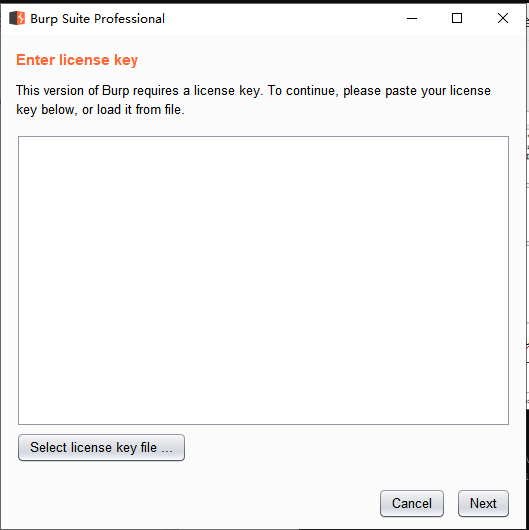 Burp Suite Professional
Enter license key
This version of Burp requires a license key. To continue, please paste your license
key below, or load it from file.
Select license key file ...
Cancel
Next